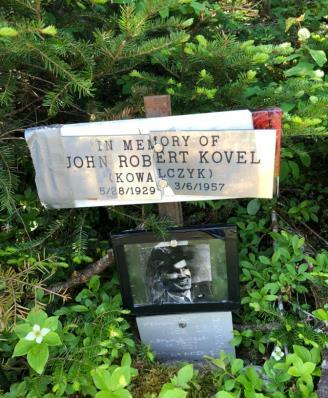 IN MEMORY OF
JOHN ROBERT KOVEL
(KOWALCZYK)
5/28/1929 3/6/1957